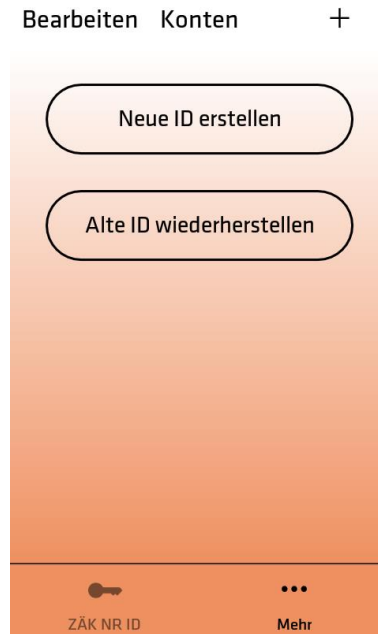 Bearbeiten Konten +
Neue ID erstellen
Alte ID wiederherstellen
ZÄK NR ID
Mehr